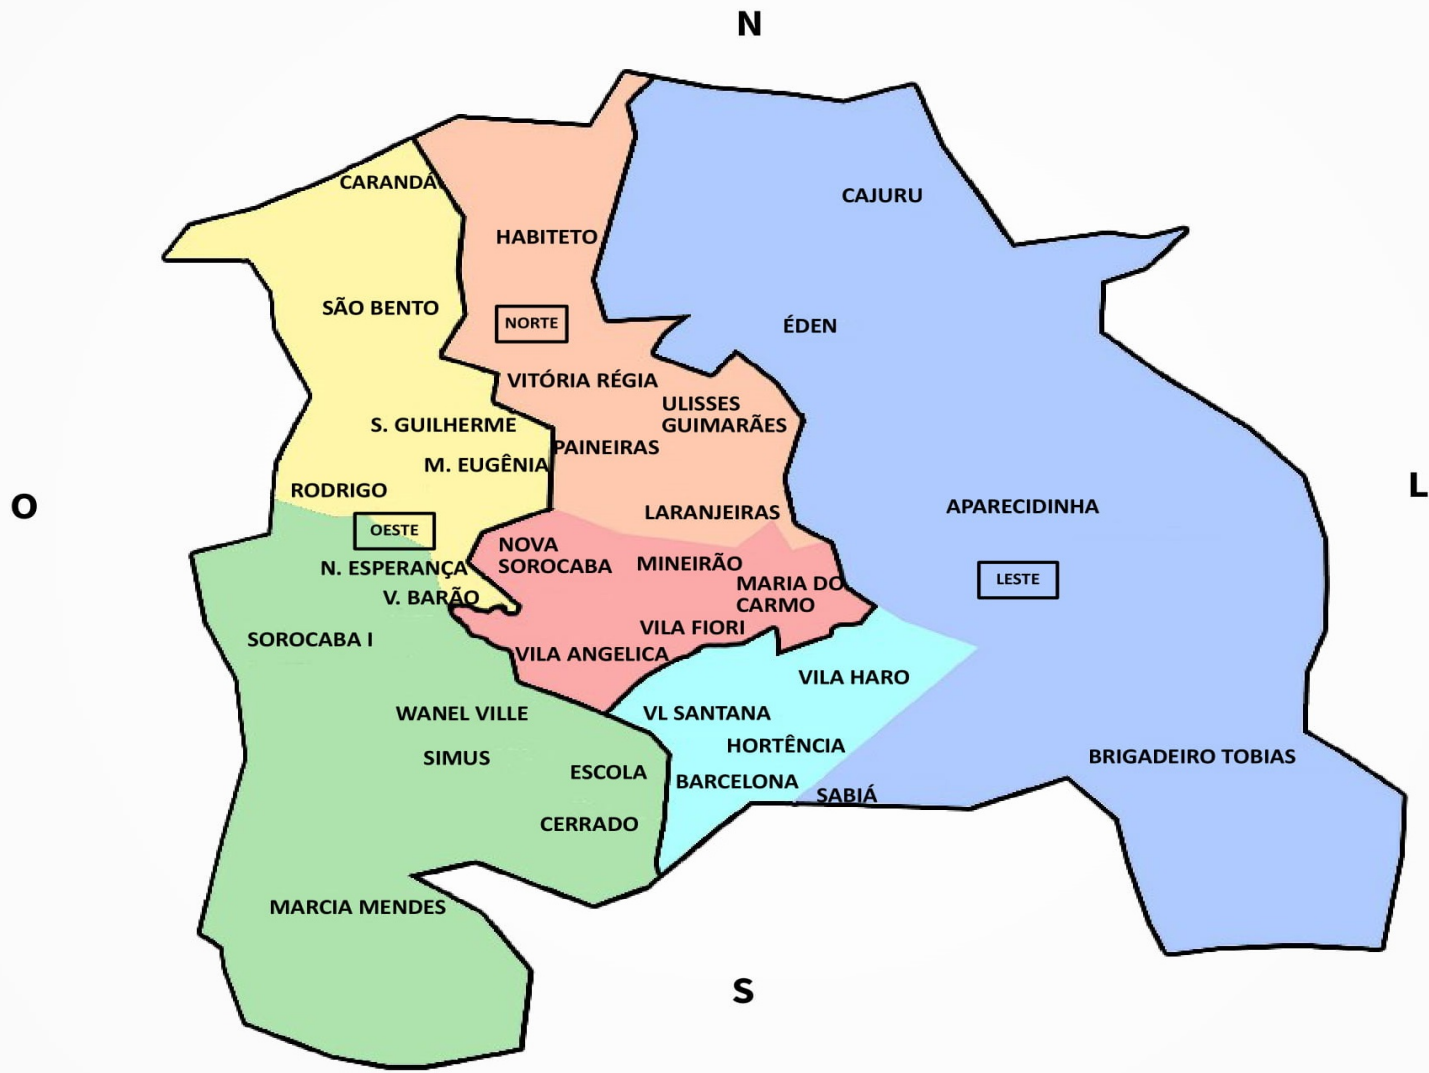 N
CARANDÁ
CAJURU
HABITETO
SÃO BENTO
NORTE
ÉDEN
VITÓRIA RÉGIA
ULISSES
GUIMARÃES
S. GUILHERME
PAINEIRAS
M. EUGÊNIA
RODRIGO
L
O
APARECIDINHA
LARANJEIRAS
OESTE
NOVA
SOROCABA
MINEIRÃO
N. ESPERANÇA
MARIA DO
CARMO
LESTE
V. BARÃO
VILA FIORI
SOROCABA I
VILA ANGELICA
VILA HARO
WANEL VILLE
VL SANTANA
HORTÊNCIA
SIMUS
BRIGADEIRO TOBIAS
ESCOLA
BARCELONA
SABIÁ
CERRADO
MARCIA MENDES
S